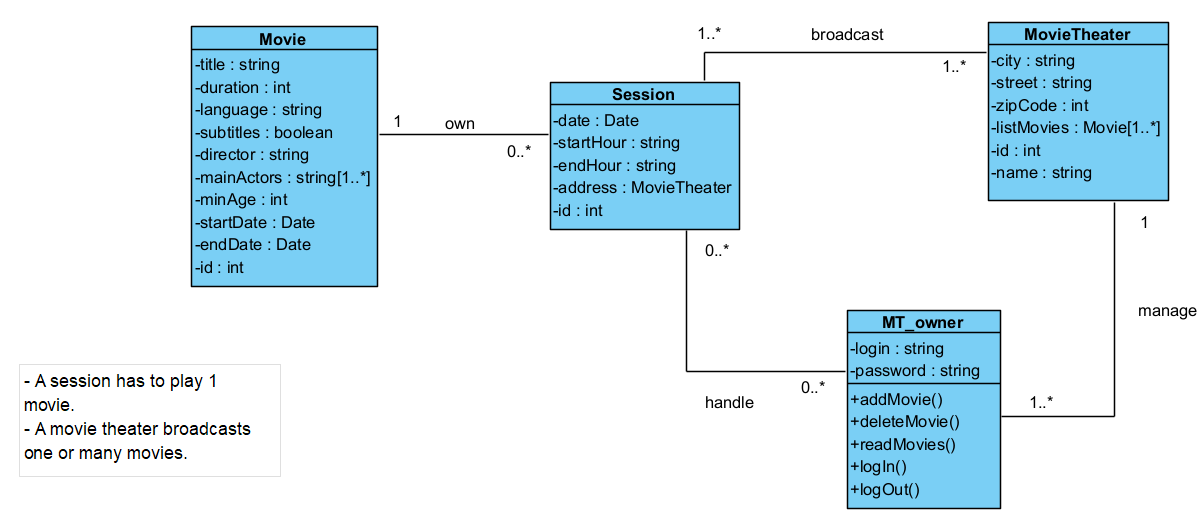 Movie
-title : string
-duration : int
-language : string
-subtitles : boolean
-director : string
-mainActors : string[1..*]
-minAge : int
-startDate : Date
-endDate : Date
-id : int
1
own
0..*
Session
-date : Date
-startHour : string
-endHour : string
-address : MovieTheater
-id : int
1..*
broadcast
1..*
MovieTheater
-city : string
-street : string
-zipCode : int
-listMovies : Movie[1..*]
-id : int
-name : string
0..*
handle
0..*
1
manage
1..*
MT_owner
-login : string
-password : string
+addMovie()
+deleteMovie()
+readMovies()
+logIn()
+logOut()
- A session has to play 1
movie.
- A movie theater broadcasts
one or many movies.